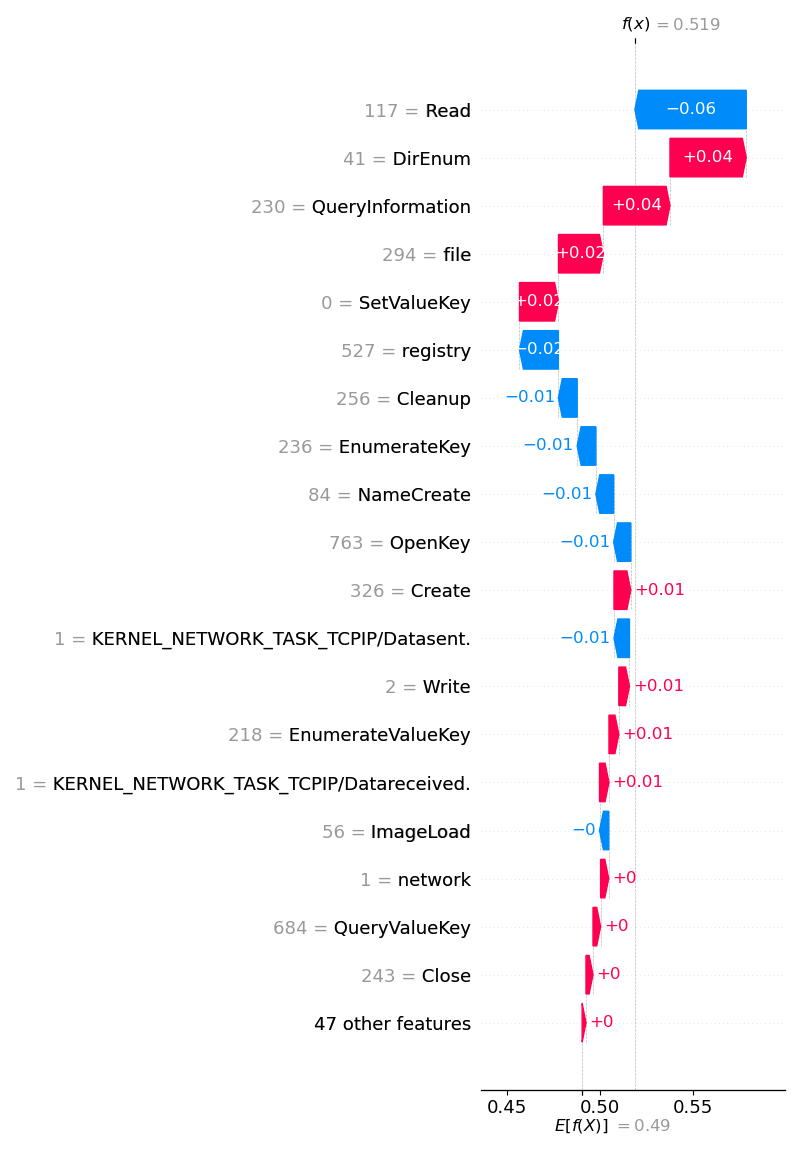 f(x) = 0.519
117 = Read −0.06
41 = DirEnum +0.04
230 = QueryInformation +0.04
294 = file +0.02
0 = SetValueKey +0.02
527 = registry −0.02
256 = Cleanup −0.01
236 = EnumerateKey −0.01
84 = NameCreate −0.01
763 = OpenKey −0.01
326 = Create +0.01
1 = KERNEL_NETWORK_TASK_TCPIP/Datasent. −0.01
2 = Write +0.01
218 = EnumerateValueKey +0.01
1 = KERNEL_NETWORK_TASK_TCPIP/Datareceived. +0.01
56 = ImageLoad −0
1 = network +0
684 = QueryValueKey +0
243 = Close +0
47 other features +0
0.45 0.50 0.55
E[f(X)] = 0.49